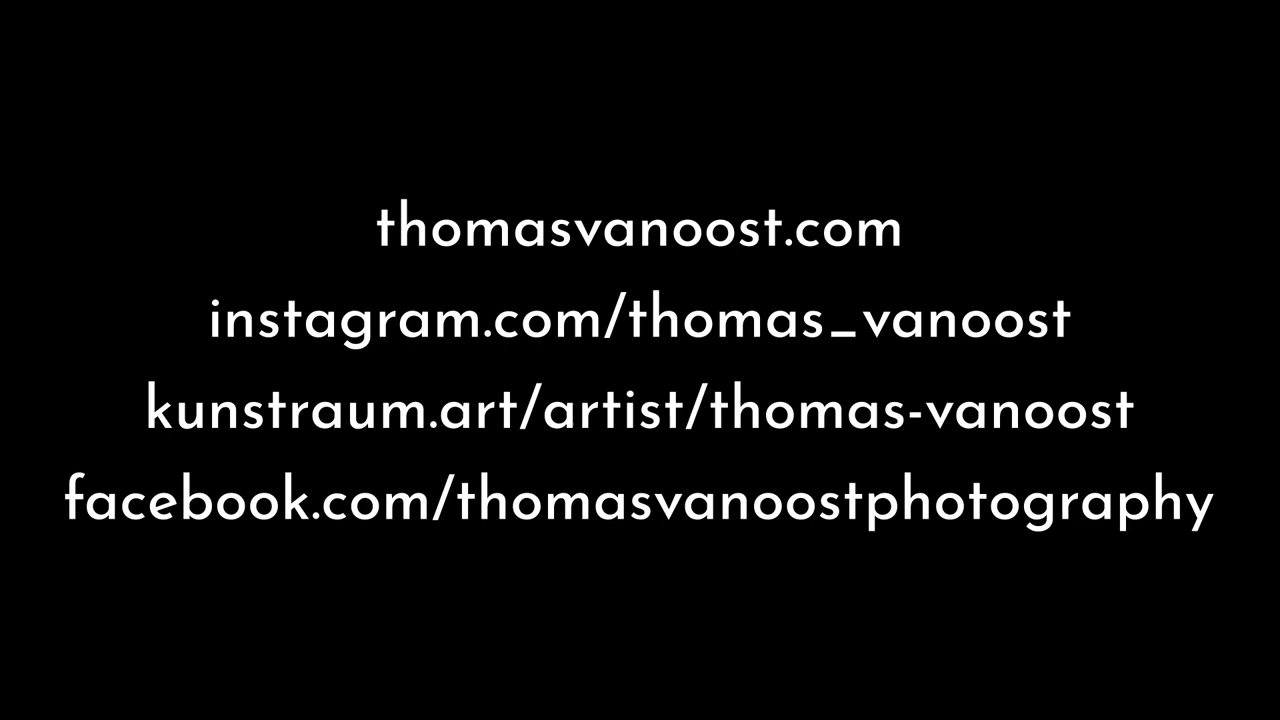 thomasvanoost.com
instagram.com/thomas_vanoost
kunstraum.art/artist/thomas-vanoost
facebook.com/thomasvanoostphotography